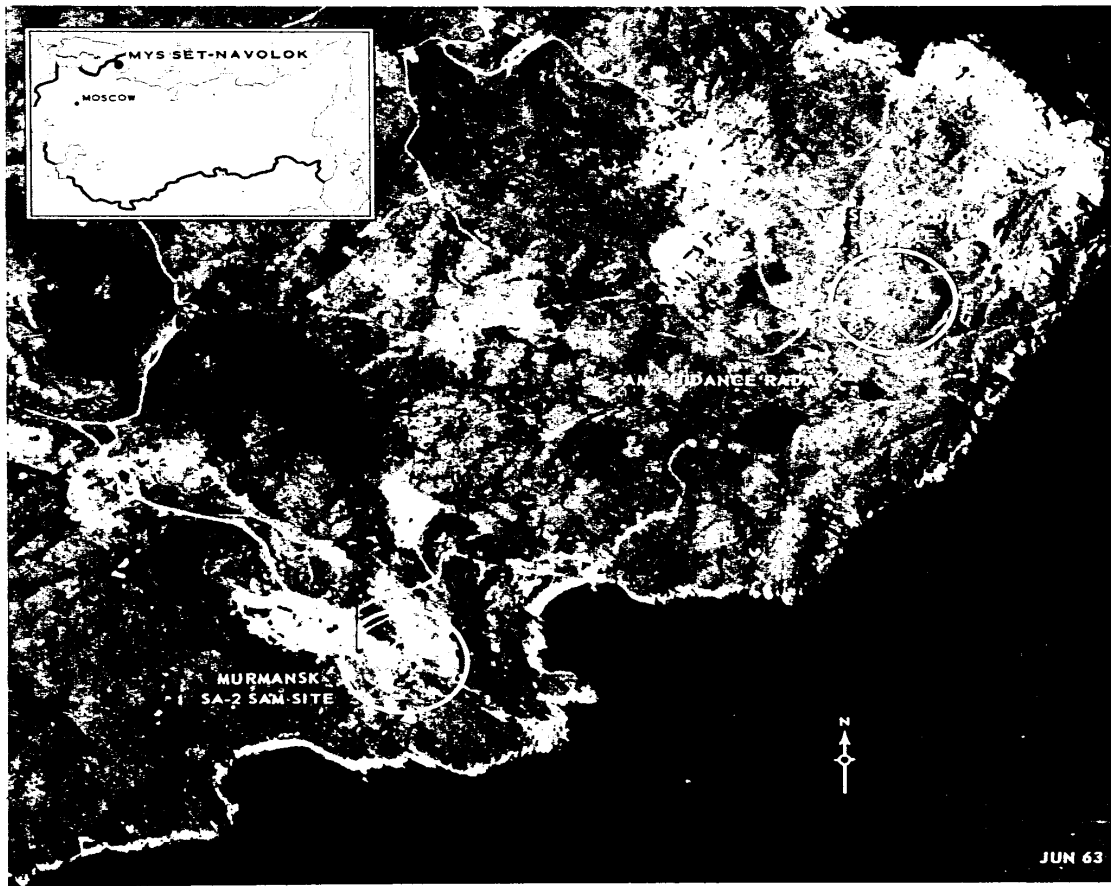 MYS SET-NAVOLOK
MOSCOW
SAM GUIDANCE RADAR
MURMANSK
SA-2 SAM SITE
N
JUN 63